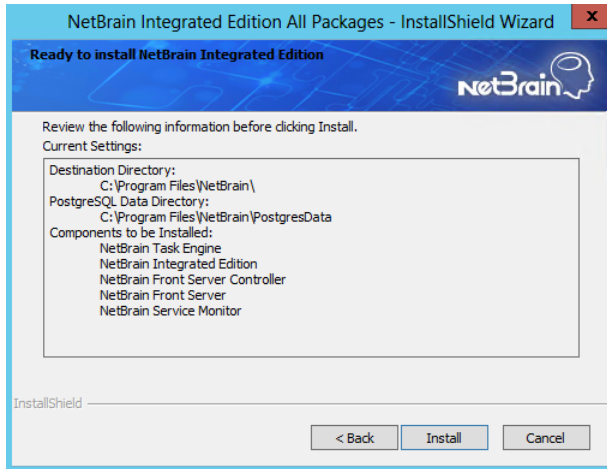 NetBrain Integrated Edition All Packages - InstallShield Wizard
x
Ready to install NetBrain Integrated Edition
NetBrain
Review the following information before clicking Install.
Current Settings:
Destination Directory:
C:\Program Files\NetBrain\
PostgreSQL Data Directory:
C:\Program Files\NetBrain\PostgresData
Components to be Installed:
NetBrain Task Engine
NetBrain Integrated Edition
NetBrain Front Server Controller
NetBrain Front Server
NetBrain Service Monitor
InstallShield
< Back Install Cancel